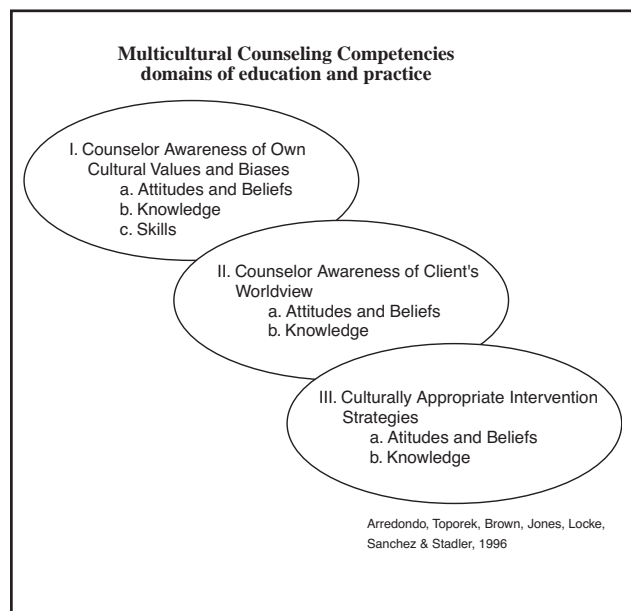 Multicultural Counseling Competencies
domains of education and practice
I. Counselor Awareness of Own
Cultural Values and Biases
a. Attitudes and Beliefs
b. Knowledge
c. Skills
II. Counselor Awareness of Client's
Worldview
a. Attitudes and Beliefs
b. Knowledge
III. Culturally Appropriate Intervention
Strategies
a. Atitudes and Beliefs
b. Knowledge
Arredondo, Toporek, Brown, Jones, Locke,
Sanchez & Stadler, 1996